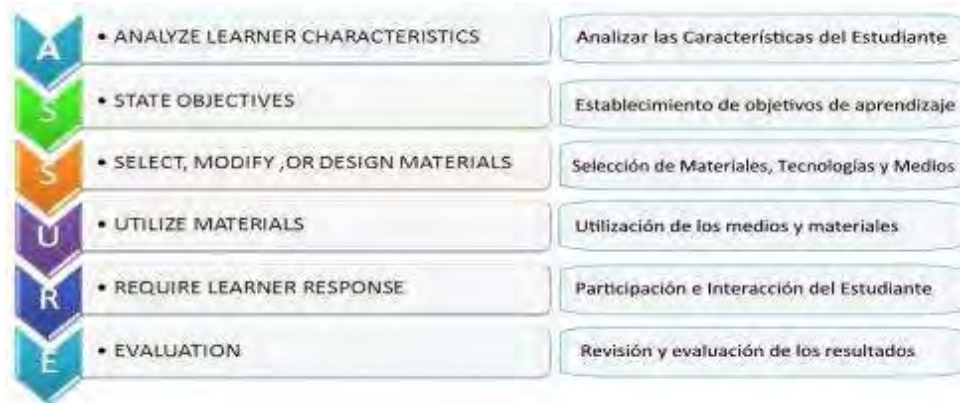 A • ANALYZE LEARNER CHARACTERISTICS Analizar las Características del Estudiante
S • STATE OBJECTIVES Establecimiento de objetivos de aprendizaje
S • SELECT, MODIFY ,OR DESIGN MATERIALS Selección de Materiales, Tecnologías y Medios
U • UTILIZE MATERIALS Utilización de los medios y materiales
R • REQUIRE LEARNER RESPONSE Participación e Interacción del Estudiante
E • EVALUATION Revisión y evaluación de los resultados